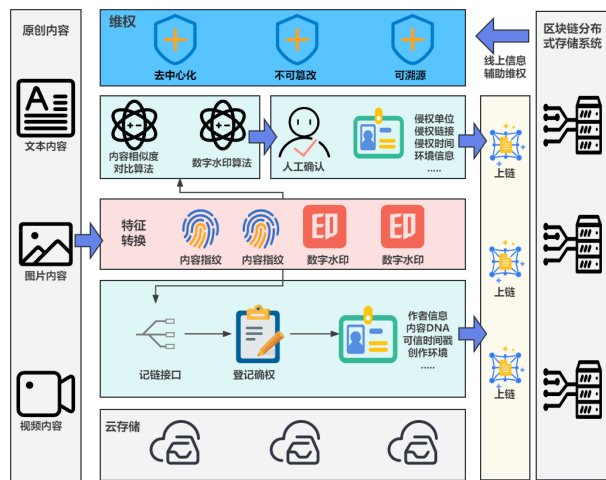 原创内容
文本内容
图片内容
视频内容
维权
去中心化
不可篡改
可溯源
线上信息
辅助维权
区块链分布
式存储系统
内容相似度
对比算法
数字水印算法
人工确认
侵权单位
侵权链接
侵权时间
环境信息
.....
上链
特征
转换
内容指纹
内容指纹
数字水印
数字水印
上链
记链接口
登记确权
作者信息
内容DNA
可信时间戳
创作环境
.....
上链
云存储